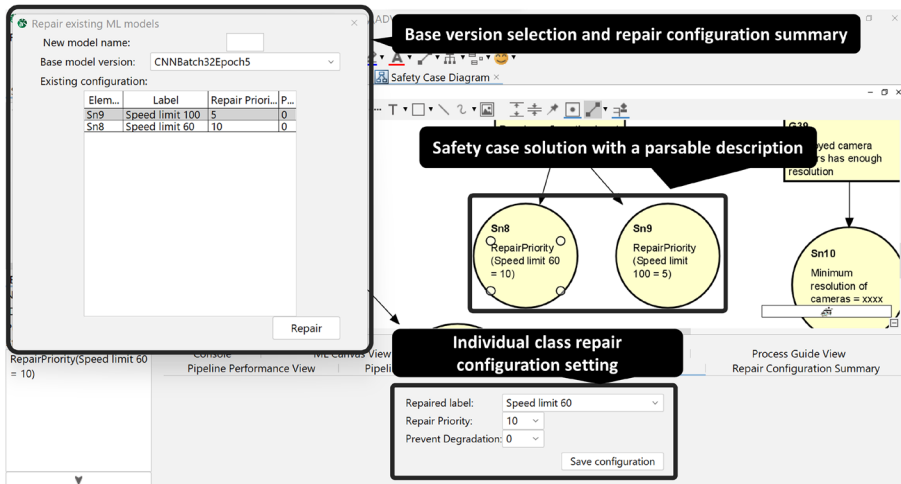 Repair existing ML models
New model name:
Base model version: CNNBatch32Epoch5
Existing configuration:
Elem... Label Repair Priori... P...
Sn9 Speed limit 100 5 0
Sn8 Speed limit 60 10 0
Repair
Base version selection and repair configuration summary
Safety Case Diagram
Safety case solution with a parsable description
G39
resolution
Sn8
RepairPriority
(Speed limit 60
= 10)
Sn9
RepairPriority
(Speed limit
100 = 5)
Sn10
Minimum
resolution of
cameras = xxxx
camera
has enough
Individual class repair
configuration setting
RepairPriority(Speed limit 60
= 10)
Console ML Canvas View Process Guide View
Pipeline Performance View Repair Configuration Summary
Repaired label: Speed limit 60
Repair Priority: 10
Prevent Degradation: 0
Save configuration